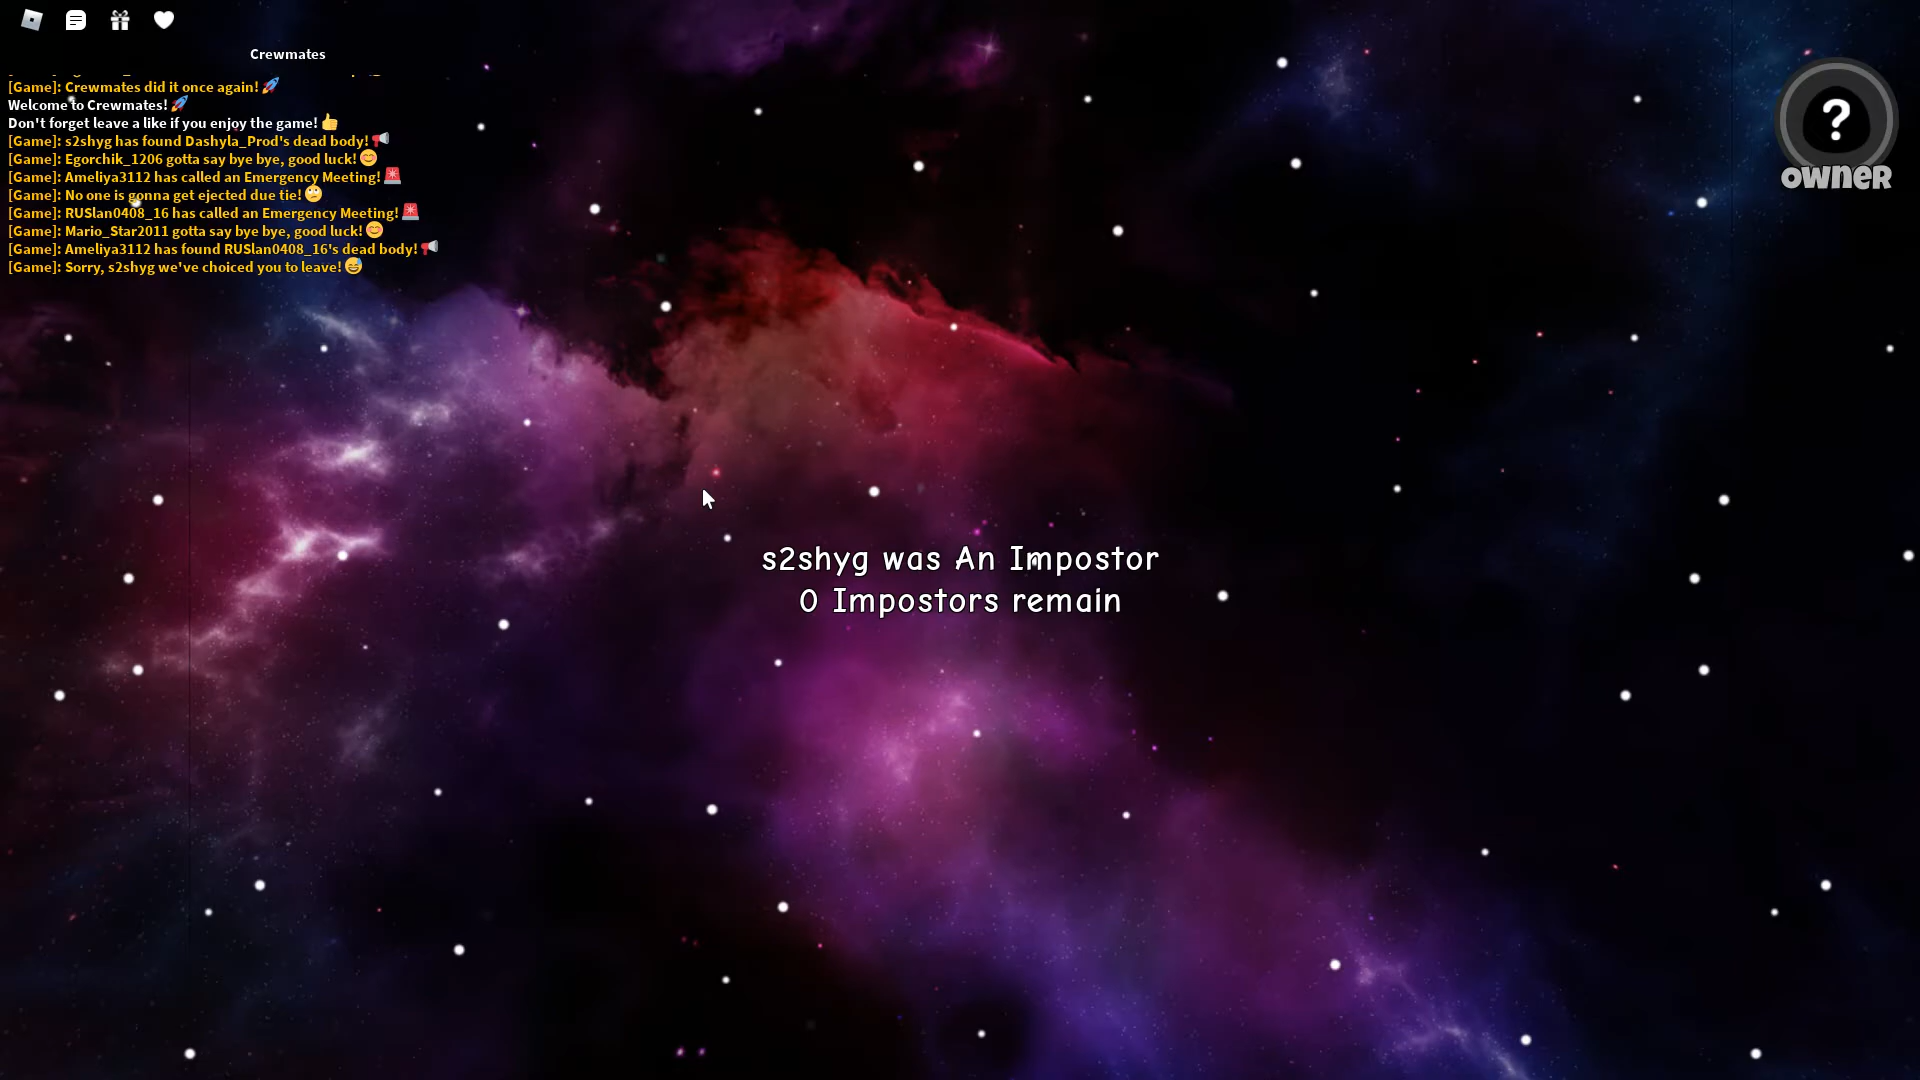 Crewmates
[Game]: Crewmates did it once again! 🚀
Welcome to Crewmates! 🚀
Don't forget leave a like if you enjoy the game! 👍
[Game]: s2shyg has found Dashyla_Prod's dead body! 📢
[Game]: Egorchik_1206 gotta say bye bye, good luck! 😊
[Game]: Ameliya3112 has called an Emergency Meeting! 🚨
[Game]: No one is gonna get ejected due tie! 🙄
[Game]: RUSlan0408_16 has called an Emergency Meeting! 🚨
[Game]: Mario_Star2011 gotta say bye bye, good luck! 😊
[Game]: Ameliya3112 has found RUSlan0408_16's dead body! 📢
[Game]: Sorry, s2shyg we've choiced you to leave! 😅
?
OWNER
s2shyg was An Impostor
0 Impostors remain